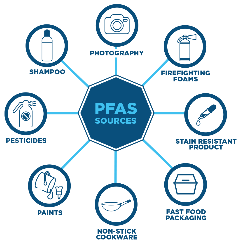 PHOTOGRAPHY
SHAMPOO
FIREFIGHTING
FOAMS
PFAS
SOURCES
PESTICIDES
STAIN RESISTANT
PRODUCT
PAINTS
FAST FOOD
PACKAGING
NON-STICK
COOKWARE